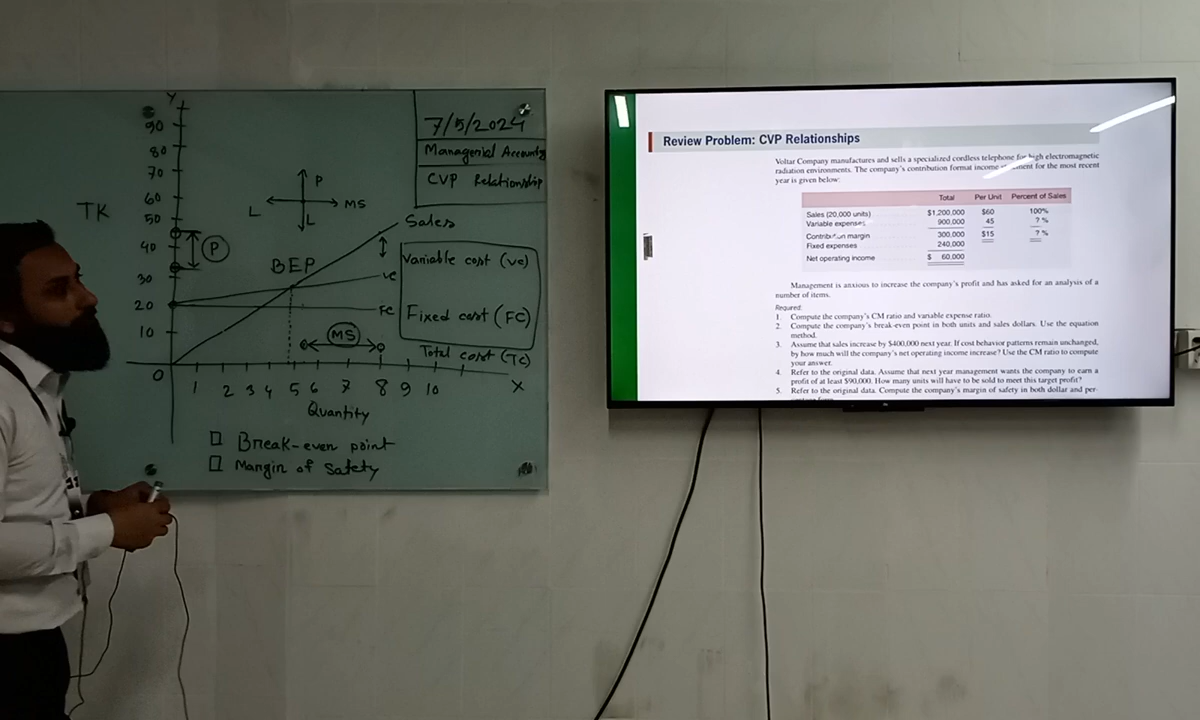 7/5/2024
Managerial Accounting
CVP Relationship
Y
90
80
70
60
50
40
30
20
10
0
TK
P
P
L
MS
L
Sales
BEP
VC
FC
Variable cost (VC)
Fixed cost (FC)
Total cost (TC)
MS
1 2 3 4 5 6 7 8 9 10 X
Quantity
Break-even point
Margin of Safety
Review Problem: CVP Relationships
Voltar Company manufactures and sells a specialized cordless telephone for high electromagnetic
radiation environments. The company's contribution format income for the most recent
year is given below:
Total Per Unit Percent of Sales
Sales (20,000 units) $1,200,000 $60 100%
Variable expenses 900,000 45 ? %
Contribution margin 300,000 $15 ? %
Fixed expenses 240,000
Net operating income $ 60,000
Management is anxious to increase the company's profit and has asked for an analysis of a
number of items.
Required:
1. Compute the company's CM ratio and variable expense ratio.
2. Compute the company's break-even point in both units and sales dollars. Use the equation
method.
3. Assume that sales increase by $400,000 next year. If cost behavior patterns remain unchanged,
by how much will the company's net operating income increase? Use the CM ratio to compute
your answer.
4. Refer to the original data. Assume that next year management wants the company to earn a
profit of at least $90,000. How many units will have to be sold to meet this target profit?
5. Refer to the original data. Compute the company's margin of safety in both dollar and per-